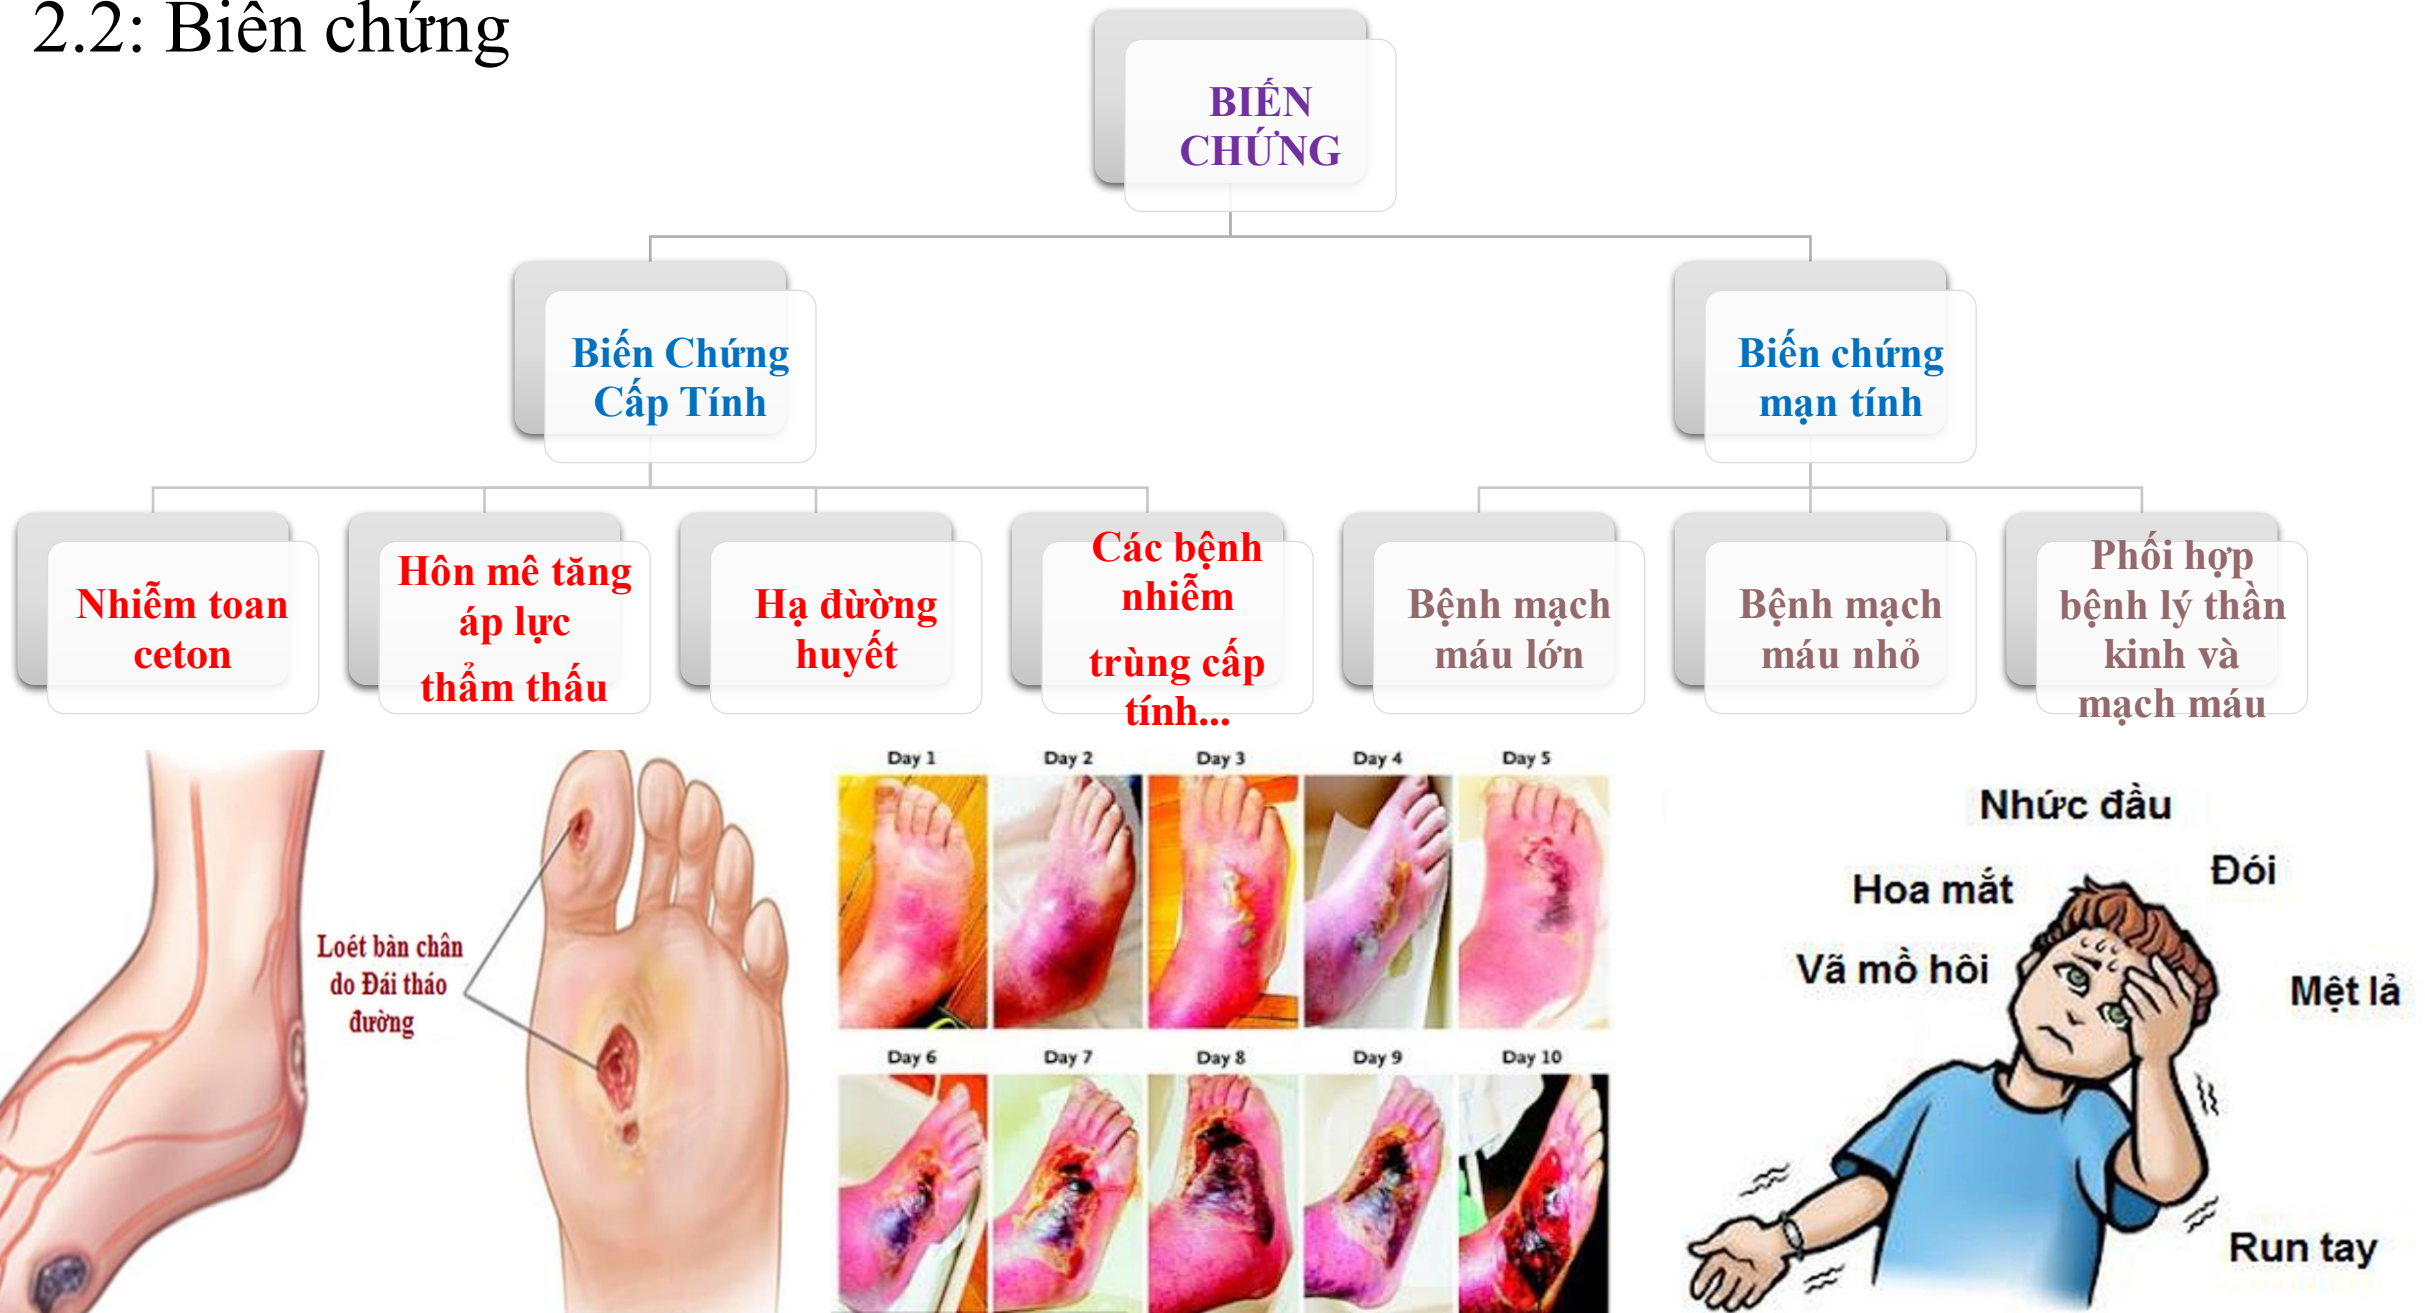 2.2: Biến chứng
BIẾN
CHỨNG
Biến Chứng
Cấp Tính
Biến chứng
mạn tính
Nhiễm toan
ceton
Hôn mê tăng
áp lực
thẩm thấu
Hạ đừờng
huyết
Các bệnh
nhiễm
trùng cấp
tính...
Bệnh mạch
máu lớn
Bệnh mạch
máu nhỏ
Phối hợp
bệnh lý thần
kinh và
mạch máu
Loét bàn chân
do Đái tháo
đường
Day 1
Day 2
Day 3
Day 4
Day 5
Day 6
Day 7
Day 8
Day 9
Day 10
Nhức đầu
Đói
Hoa mắt
Vã mồ hôi
Mệt lả
Run tay